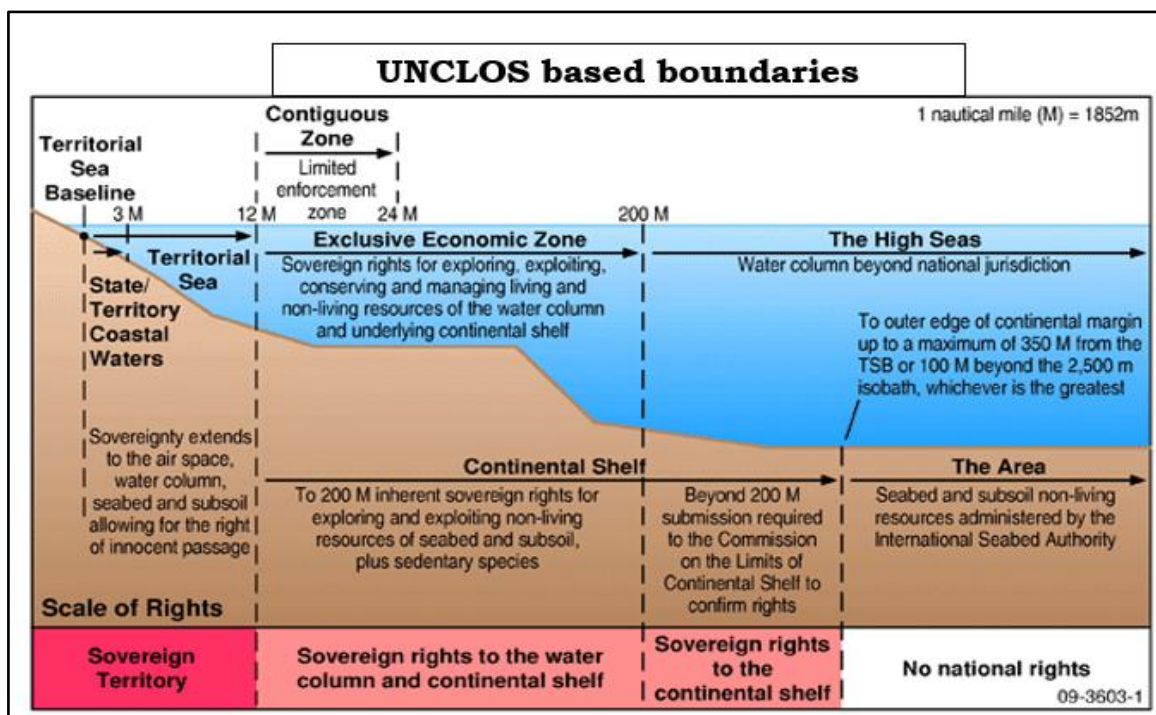 UNCLOS based boundaries
1 nautical mile (M) = 1852m
Contiguous
Zone
Limited
enforcement
zone
Territorial
Sea
Baseline
3 M
12 M
24 M
200 M
Territorial
Sea
State/
Territory
Coastal
Waters
Exclusive Economic Zone
Sovereign rights for exploring, exploiting,
conserving and managing living and
non-living resources of the water column
and underlying continental shelf
The High Seas
Water column beyond national jurisdiction
To outer edge of continental margin
up to a maximum of 350 M from the
TSB or 100 M beyond the 2,500 m
isobath, whichever is the greatest
Sovereignty extends
to the air space,
water column,
seabed and subsoil
allowing for the right
of innocent passage
Continental Shelf
To 200 M inherent sovereign rights for
exploring and exploiting non-living
resources of seabed and subsoil,
plus sedentary species
Beyond 200 M
submission required
to the Commission
on the Limits of
Continental Shelf to
confirm rights
The Area
Seabed and subsoil non-living
resources administered by the
International Seabed Authority
Scale of Rights
Sovereign
Territory
Sovereign rights to the water
column and continental shelf
Sovereign rights
to the
continental shelf
No national rights
09-3603-1